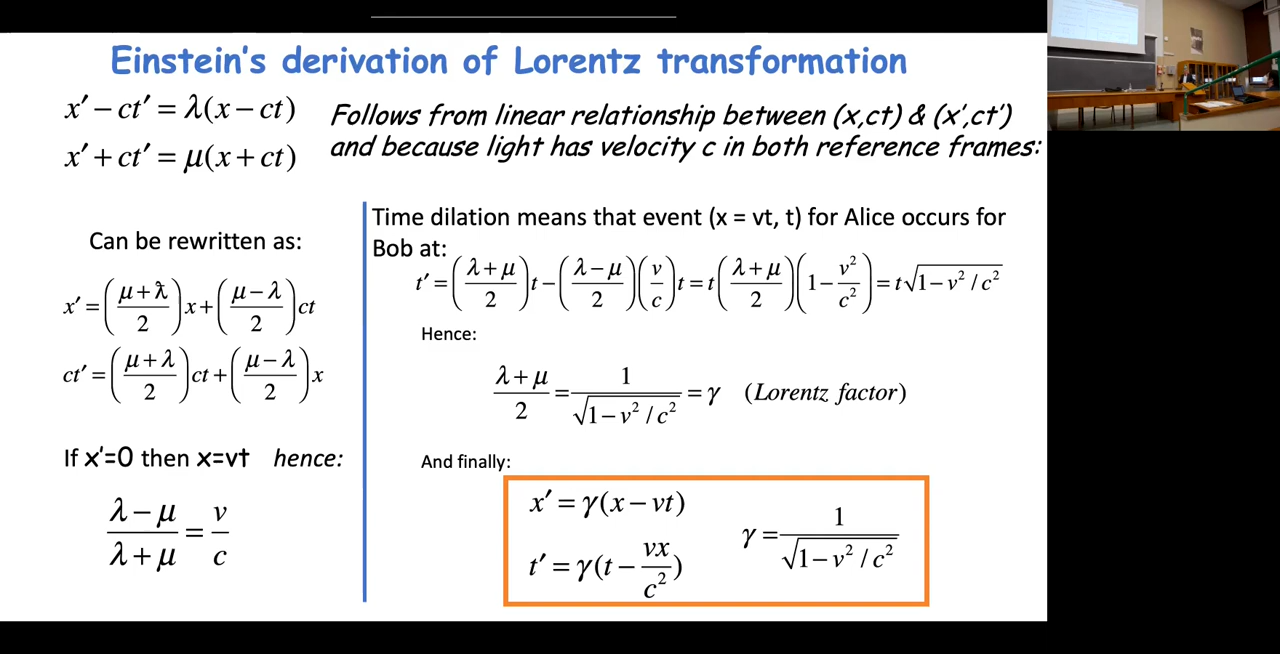 Einstein's derivation of Lorentz transformation
x′ − ct′ = λ(x − ct)
x′ + ct′ = μ(x + ct)
Follows from linear relationship between (x,ct) & (x′,ct′)
and because light has velocity c in both reference frames:
Can be rewritten as:
x′ = ((μ + λ)/2) x + ((μ − λ)/2) ct
ct′ = ((μ + λ)/2) ct + ((μ − λ)/2) x
If x′=0 then x=vt hence:
(λ − μ)/(λ + μ) = v/c
Time dilation means that event (x = vt, t) for Alice occurs for
Bob at:
t′ = ((λ + μ)/2) t − ((λ − μ)/2)(v/c) t = t ((λ + μ)/2)(1 − v²/c²) = t√(1 − v² / c²)
Hence:
(λ + μ)/2 = 1/√(1 − v² / c²) = γ (Lorentz factor)
And finally:
x′ = γ(x − vt)
t′ = γ(t − vx/c²)
γ = 1/√(1 − v² / c²)